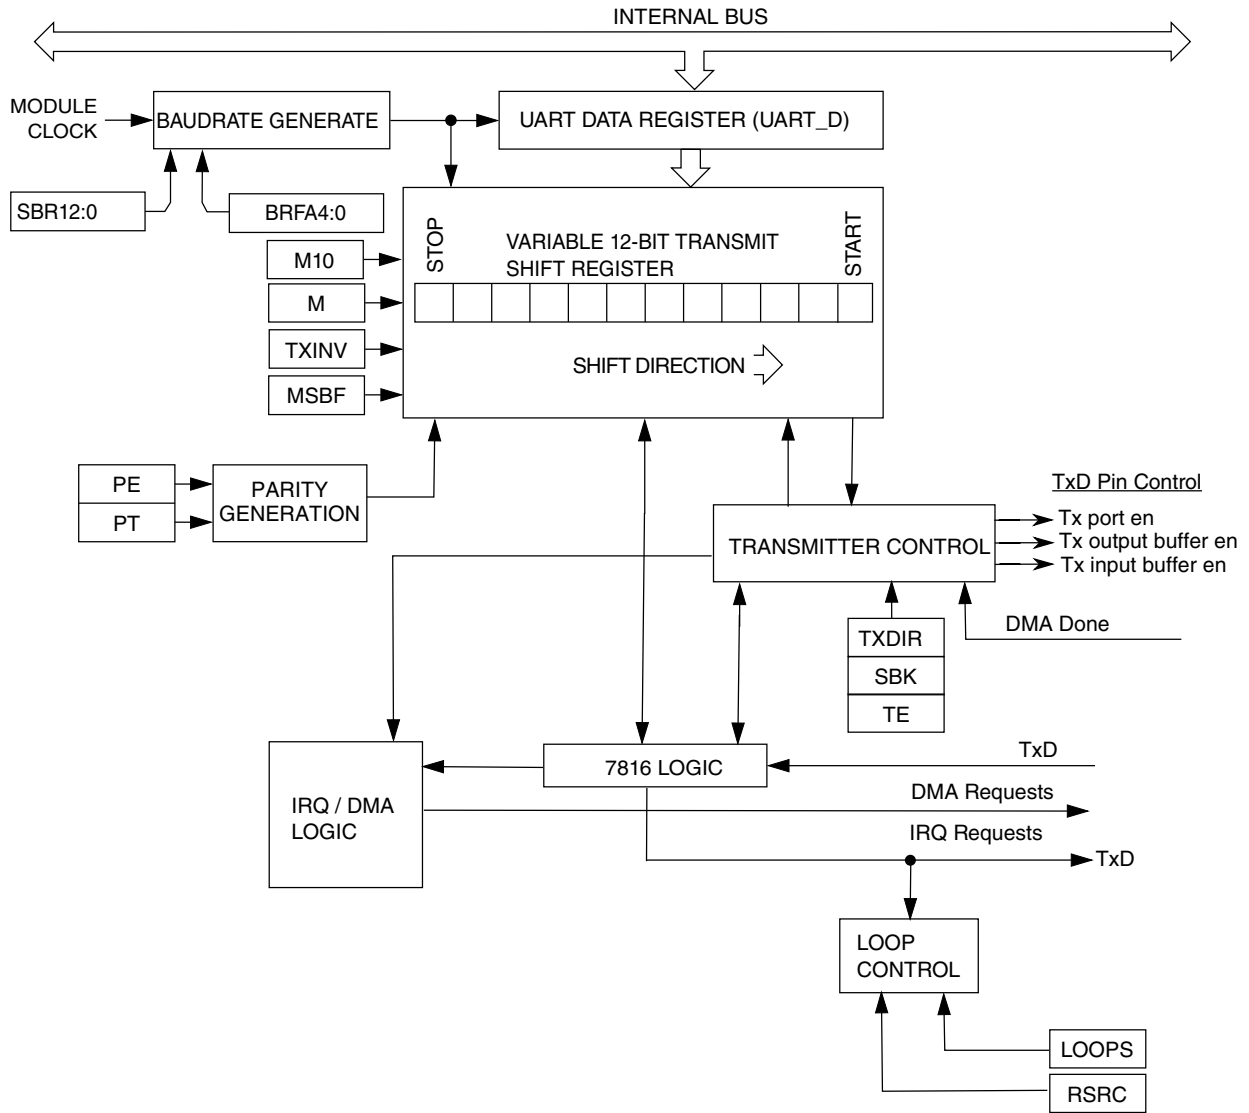 INTERNAL BUS
MODULE
CLOCK
BAUDRATE GENERATE
UART DATA REGISTER (UART_D)
SBR12:0
BRFA4:0
M10
M
TXINV
MSBF
STOP
VARIABLE 12-BIT TRANSMIT
SHIFT REGISTER
START
SHIFT DIRECTION
PE
PT
PARITY
GENERATION
TRANSMITTER CONTROL
TxD Pin Control
Tx port en
Tx output buffer en
Tx input buffer en
DMA Done
TXDIR
SBK
TE
7816 LOGIC
TxD
IRQ / DMA
LOGIC
DMA Requests
IRQ Requests
TxD
LOOP
CONTROL
LOOPS
RSRC